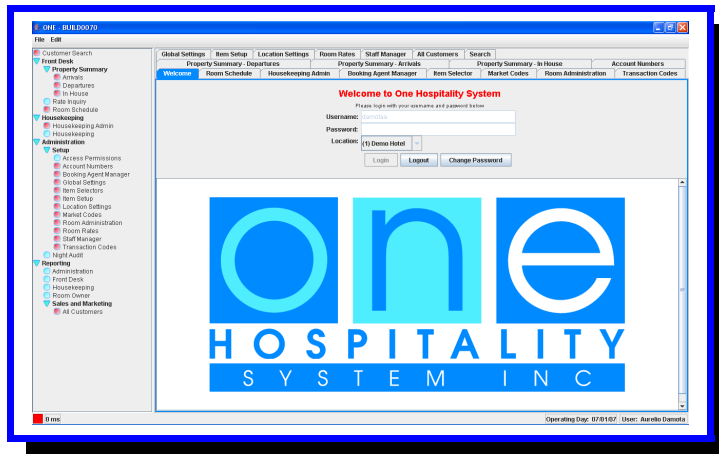 ONE - BUILD0070
File Edit
Customer Search
Front Desk
Property Summary
Arrivals
Departures
In House
Rate Inquiry
Room Schedule
Housekeeping
Housekeeping Admin
Housekeeping
Administration
Setup
Access Permissions
Account Numbers
Booking Agent Manager
Global Settings
Item Selectors
Item Setup
Location Settings
Market Codes
Room Administration
Room Rates
Staff Manager
Transaction Codes
Night Audit
Reporting
Administration
Front Desk
Housekeeping
Room Owner
Sales and Marketing
All Customers
Global Settings Item Setup Location Settings Room Rates Staff Manager All Customers Search
Property Summary - Departures Property Summary - Arrivals Property Summary - In House Account Numbers
Welcome Room Schedule Housekeeping Admin Booking Agent Manager Item Selector Market Codes Room Administration Transaction Codes
Welcome to One Hospitality System
Please login with your username and password below
Username: damotaa
Password:
Location: (1) Demo Hotel
Login Logout Change Password
one
HOSPITALITY
SYSTEM INC
0 ms Operating Day: 07/01/07 User: Aurelio Damota